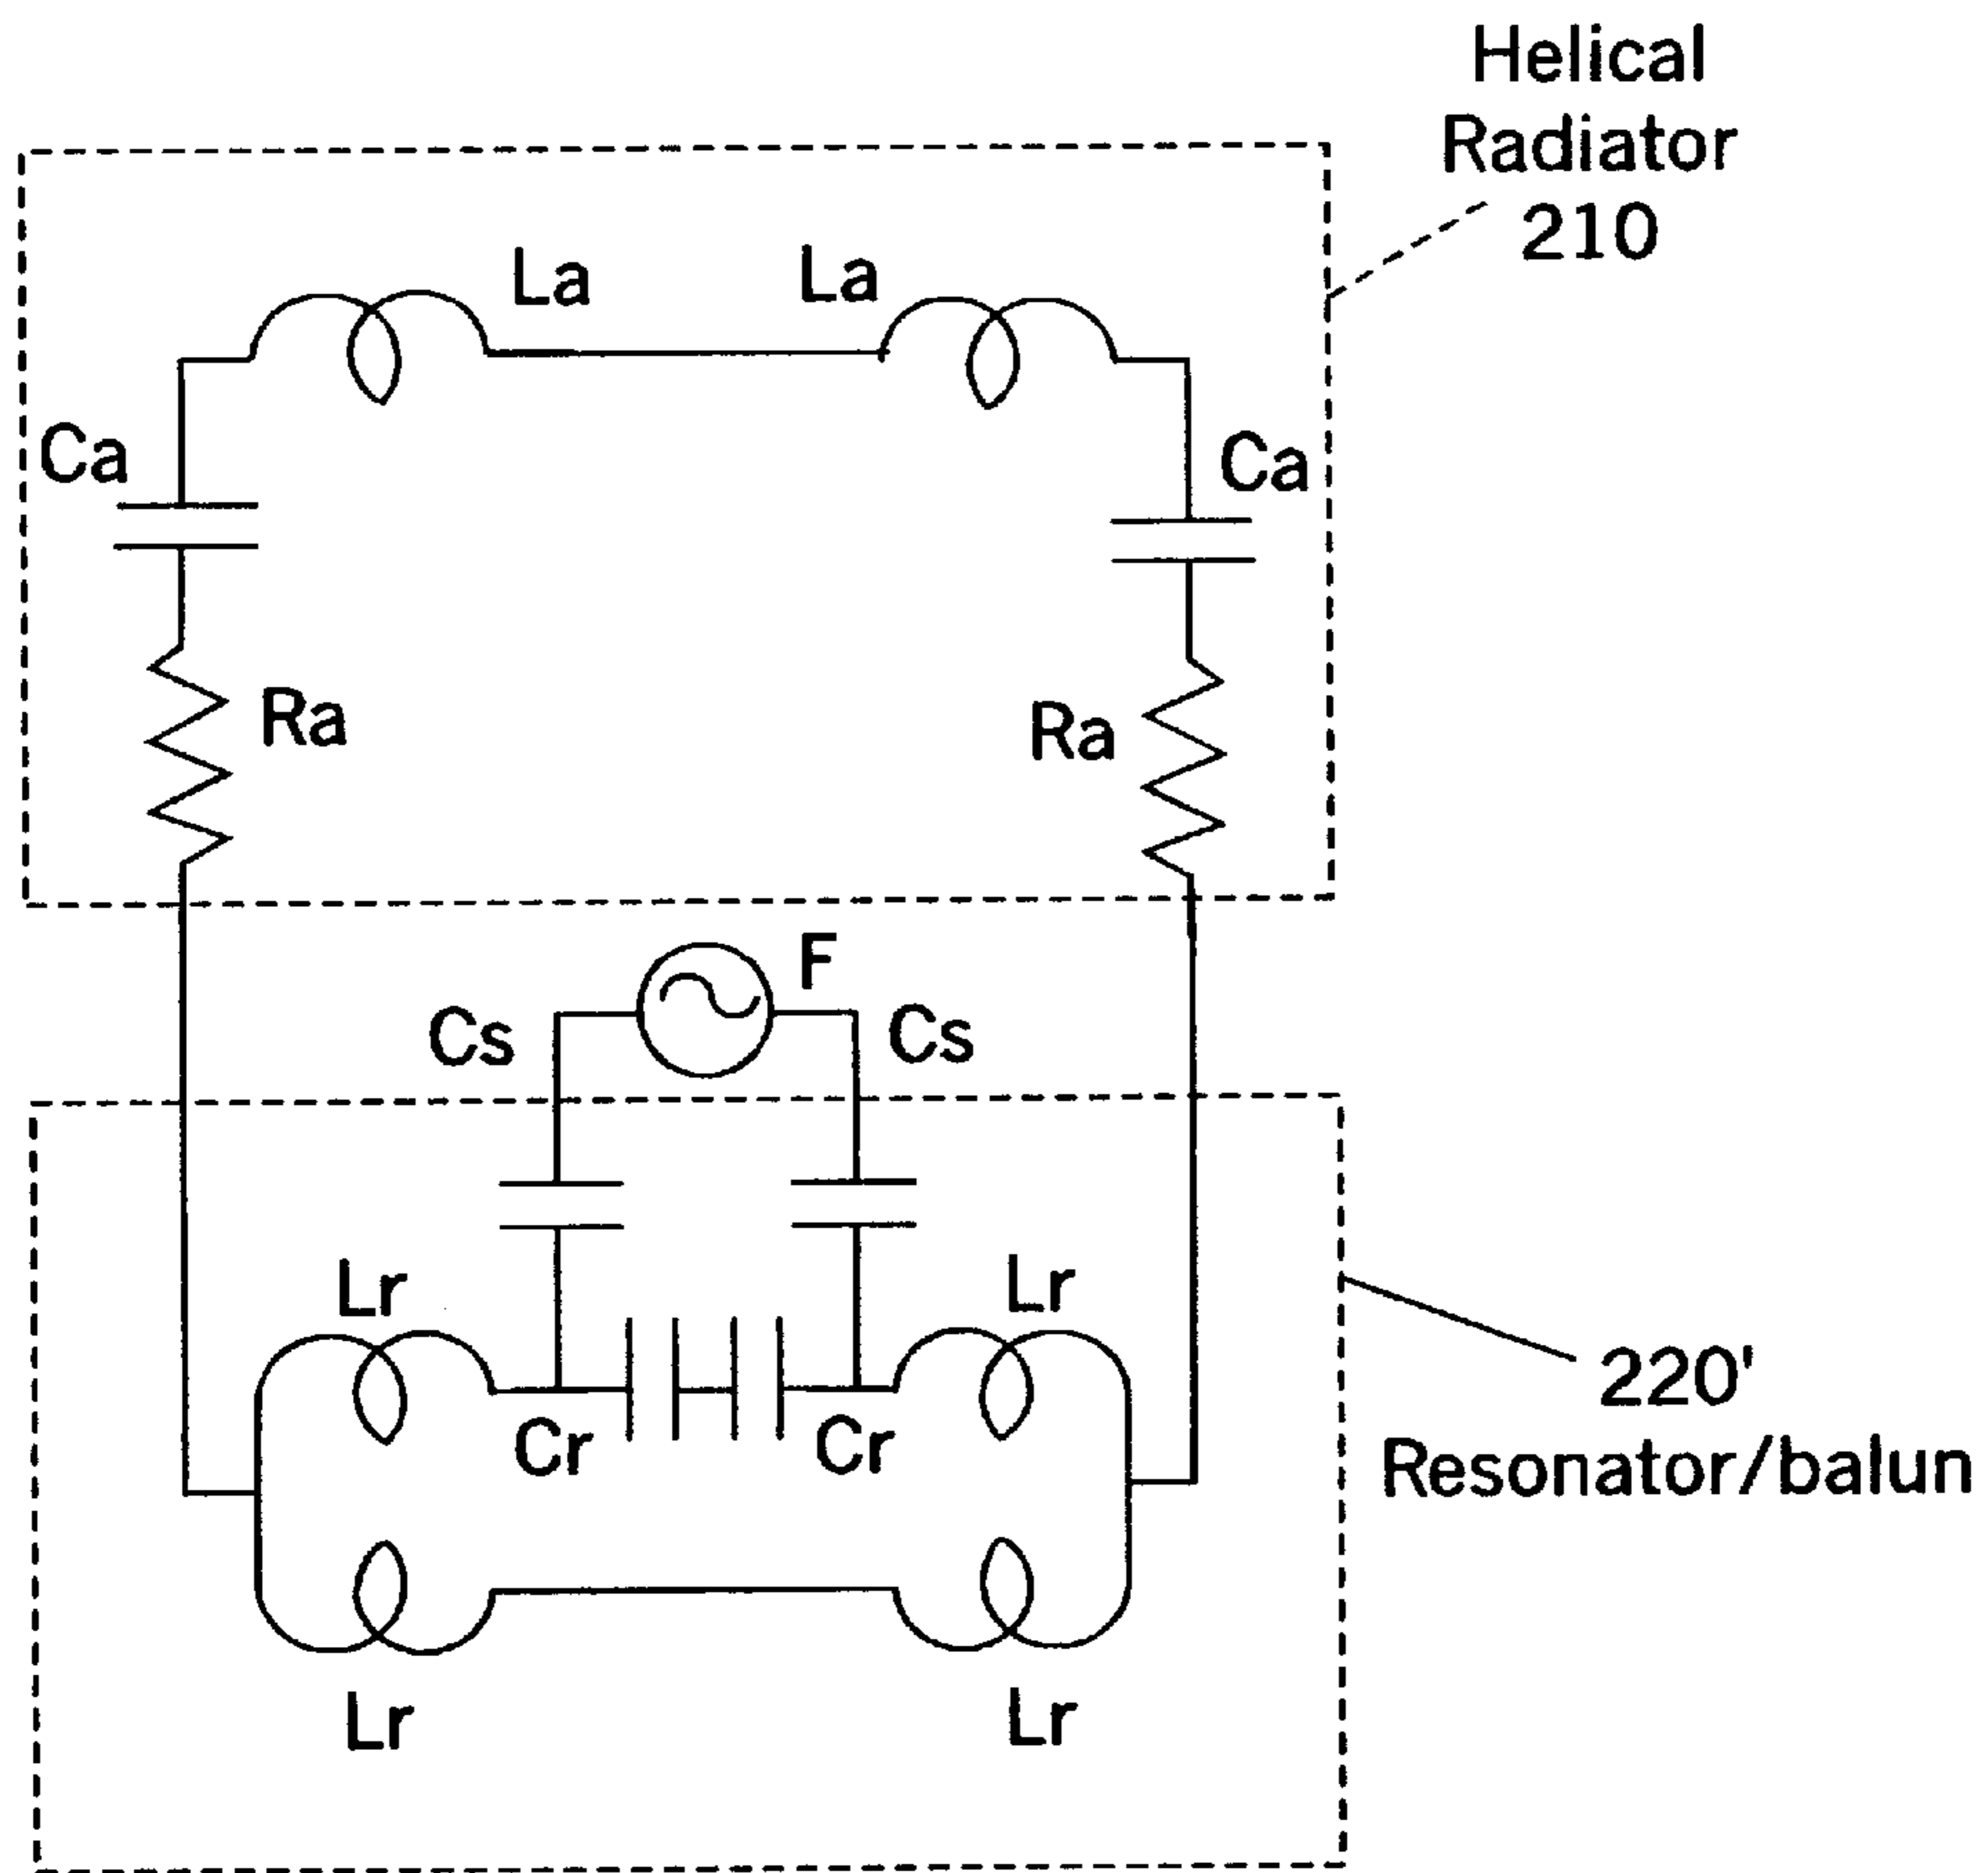 Helical
Radiator
210
La
La
Ca
Ca
Ra
Ra
F
Cs
Cs
Lr
Lr
220'
Cr
Cr
Resonator/balun
Lr
Lr